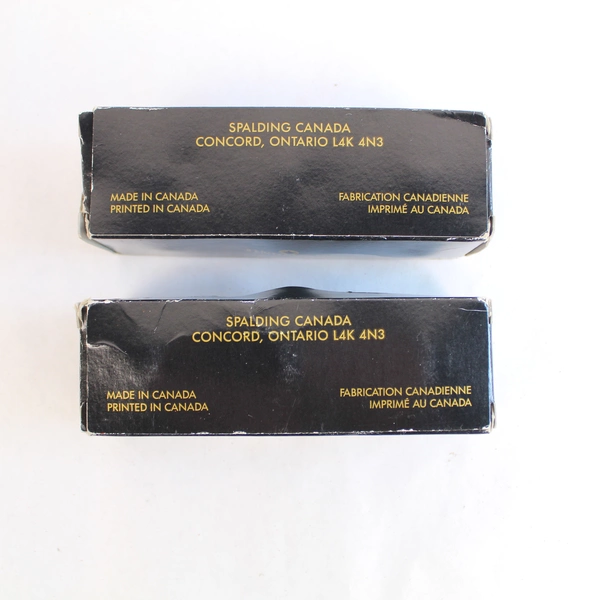 SPALDING CANADA
CONCORD, ONTARIO L4K 4N3
MADE IN CANADA
PRINTED IN CANADA
FABRICATION CANADIENNE
IMPRIMÉ AU CANADA
SPALDING CANADA
CONCORD, ONTARIO L4K 4N3
MADE IN CANADA
PRINTED IN CANADA
FABRICATION CANADIENNE
IMPRIMÉ AU CANADA